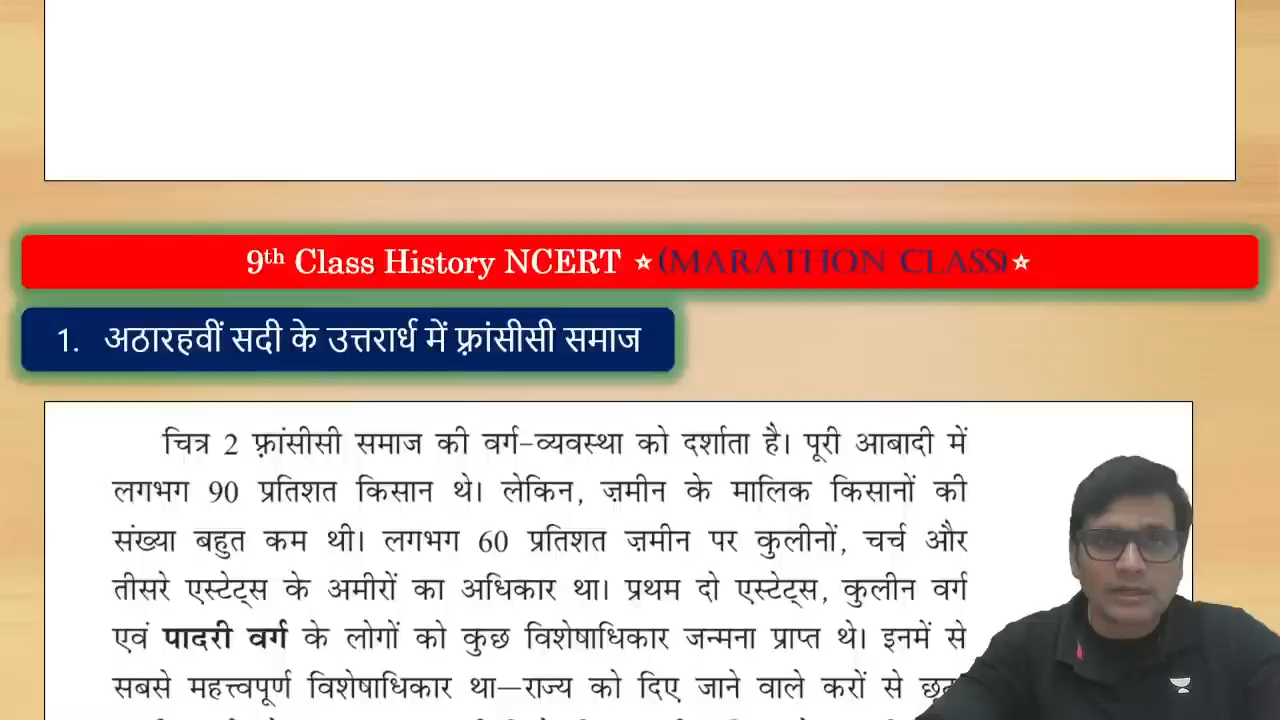 9th Class History NCERT ☆(MARATHON CLASS)☆
1. अठारहवीं सदी के उत्तरार्ध में फ़्रांसीसी समाज
चित्र 2 फ़्रांसीसी समाज की वर्ग-व्यवस्था को दर्शाता है। पूरी आबादी में
लगभग 90 प्रतिशत किसान थे। लेकिन, ज़मीन के मालिक किसानों की
संख्या बहुत कम थी। लगभग 60 प्रतिशत ज़मीन पर कुलीनों, चर्च और
तीसरे एस्टेट्स के अमीरों का अधिकार था। प्रथम दो एस्टेट्स, कुलीन वर्ग
एवं पादरी वर्ग के लोगों को कुछ विशेषाधिकार जन्मना प्राप्त थे। इनमें से
सबसे महत्त्वपूर्ण विशेषाधिकार था—राज्य को दिए जाने वाले करों से